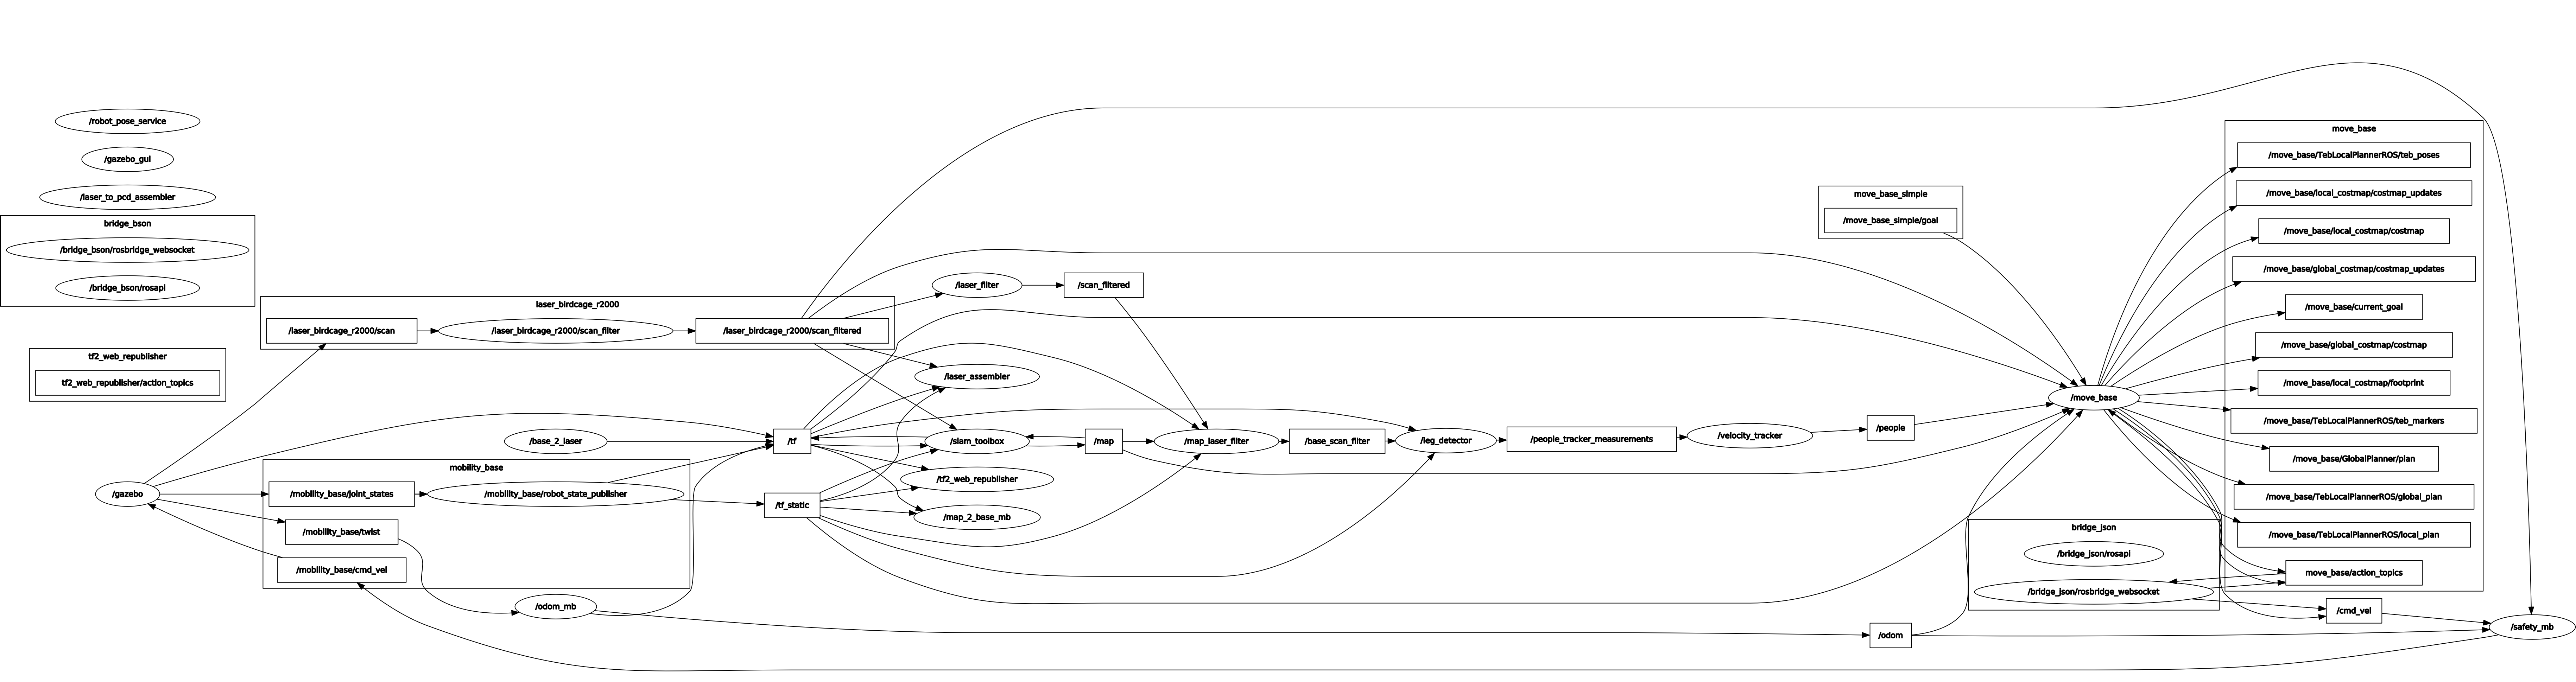 /robot_pose_service
/gazebo_gui
/laser_to_pcd_assembler
bridge_bson
/bridge_bson/rosbridge_websocket
/bridge_bson/rosapi
tf2_web_republisher
tf2_web_republisher/action_topics
/gazebo
laser_birdcage_r2000
/laser_birdcage_r2000/scan
/laser_birdcage_r2000/scan_filter
/laser_birdcage_r2000/scan_filtered
/base_2_laser
mobility_base
/mobility_base/joint_states
/mobility_base/robot_state_publisher
/mobility_base/twist
/mobility_base/cmd_vel
/odom_mb
/tf
/tf_static
/laser_filter
/scan_filtered
/laser_assembler
/slam_toolbox
/tf2_web_republisher
/map_2_base_mb
/map
/map_laser_filter
/base_scan_filter
/leg_detector
/people_tracker_measurements
/velocity_tracker
/people
/odom
move_base_simple
/move_base_simple/goal
/move_base
bridge_json
/bridge_json/rosapi
/bridge_json/rosbridge_websocket
move_base
/move_base/TebLocalPlannerROS/teb_poses
/move_base/local_costmap/costmap_updates
/move_base/local_costmap/costmap
/move_base/global_costmap/costmap_updates
/move_base/current_goal
/move_base/global_costmap/costmap
/move_base/local_costmap/footprint
/move_base/TebLocalPlannerROS/teb_markers
/move_base/GlobalPlanner/plan
/move_base/TebLocalPlannerROS/global_plan
/move_base/TebLocalPlannerROS/local_plan
move_base/action_topics
/cmd_vel
/safety_mb